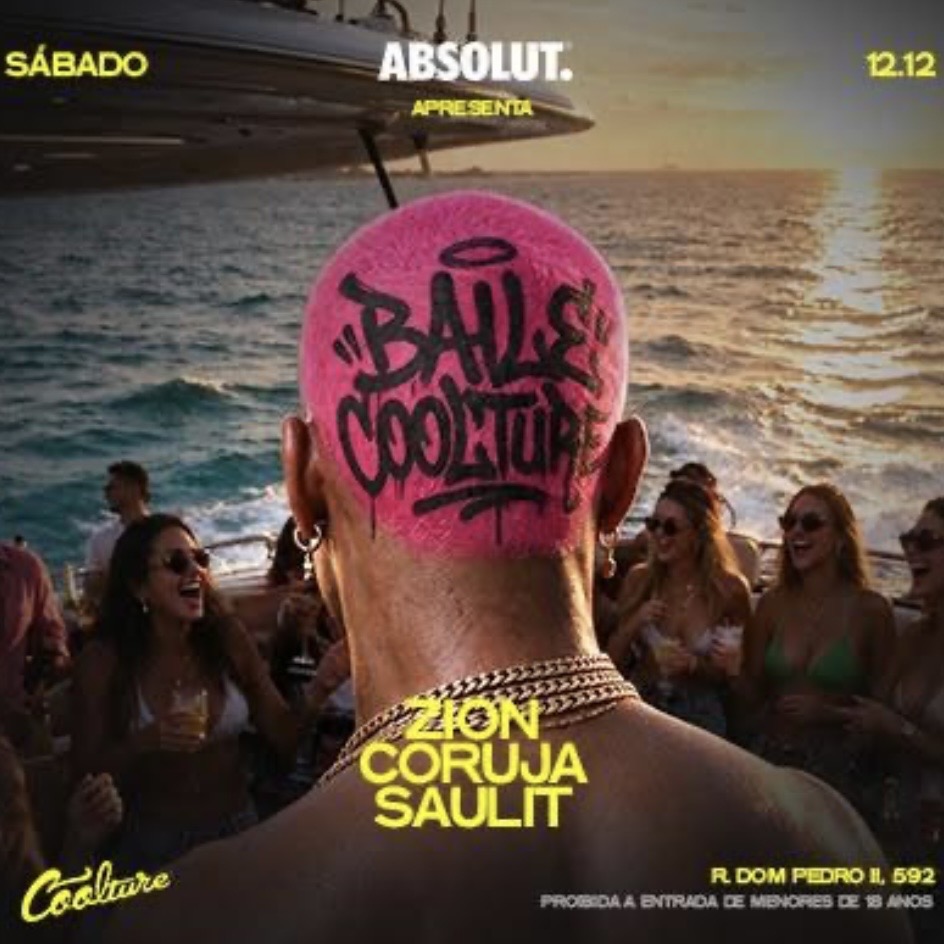 SÁBADO
ABSOLUT.
12.12
APRESENTA
"BAILE
COOLTURE"
ZION
CORUJA
SAULIT
Coolture
R. DOM PEDRO II, 592
PROIBIDA A ENTRADA DE MENORES DE 18 ANOS